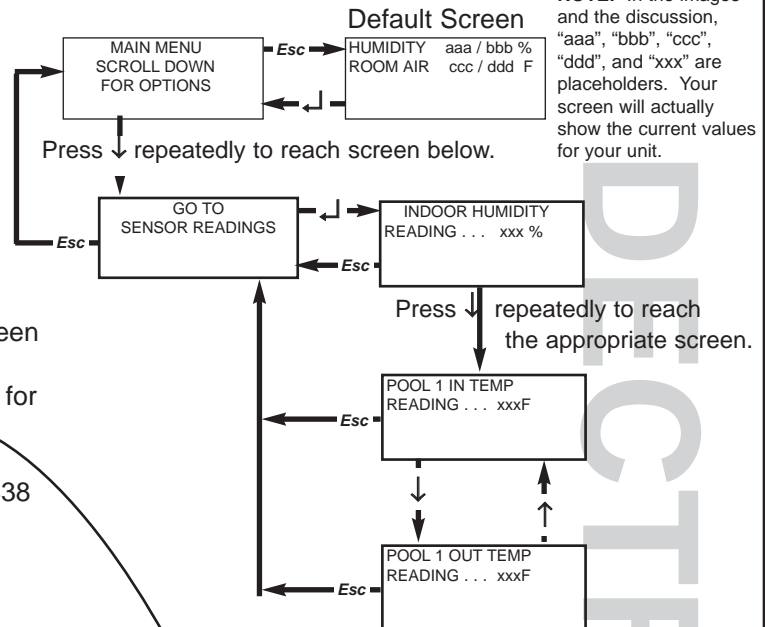 NOTE: In the images
and the discussion,
“aaa”, “bbb”, “ccc”,
“ddd”, and “xxx” are
placeholders. Your
screen will actually
show the current values
for your unit.
Default Screen
MAIN MENU
SCROLL DOWN
FOR OPTIONS
Esc
HUMIDITY aaa / bbb %
ROOM AIR ccc / ddd F
↵
Press ↓ repeatedly to reach screen below.
GO TO
SENSOR READINGS
Esc
↵
INDOOR HUMIDITY
READING . . . xxx %
Esc
Press ↓ repeatedly to reach
the appropriate screen.
POOL 1 IN TEMP
READING . . . xxxF
Esc
↓
↑
POOL 1 OUT TEMP
READING . . . xxxF
Esc
for
38
DECT